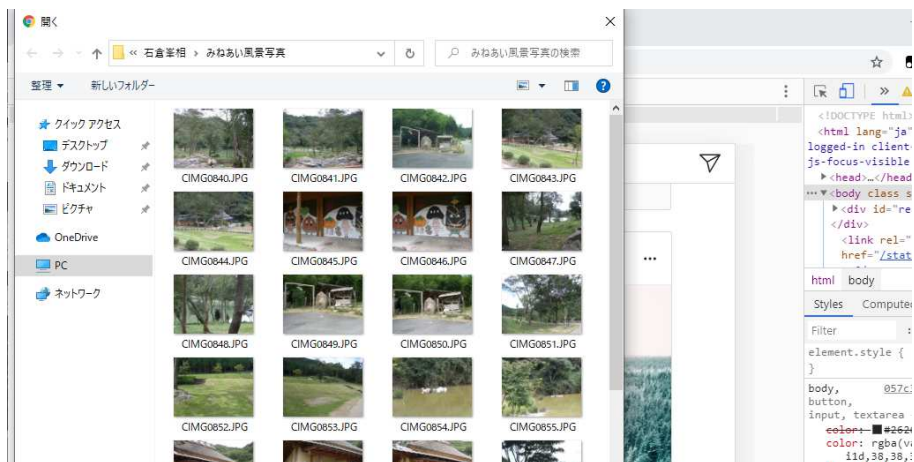 開く
« 石倉峯相 › みねあい風景写真
みねあい風景写真の検索
整理 新しいフォルダー
クイック アクセス
デスクトップ
ダウンロード
ドキュメント
ピクチャ
OneDrive
PC
ネットワーク
CIMG0840.JPG CIMG0841.JPG CIMG0842.JPG CIMG0843.JPG
CIMG0844.JPG CIMG0845.JPG CIMG0846.JPG CIMG0847.JPG
CIMG0848.JPG CIMG0849.JPG CIMG0850.JPG CIMG0851.JPG
CIMG0852.JPG CIMG0853.JPG CIMG0854.JPG CIMG0855.JPG
<!DOCTYPE html>
<html lang="ja"
logged-in client-
js-focus-visible
<head>…</head
<body class s
<div id="re
</div>
<link rel="
href="/stat
html body
Styles Computed
Filter
element.style {
}
body, 057c
button,
input, textarea
color: #262
color: rgba(va
i1d,38,38,